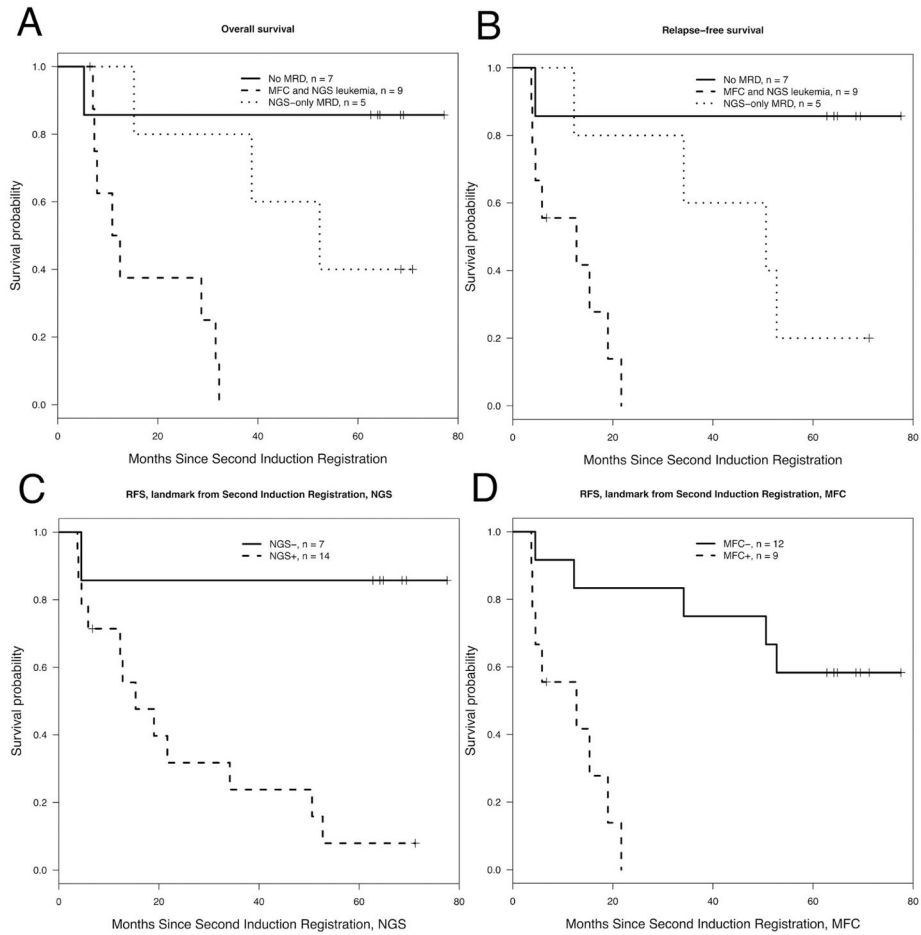 A
Overall survival
No MRD, n = 7
MFC and NGS leukemia, n = 9
NGS−only MRD, n = 5
Survival probability
1.0
0.8
0.6
0.4
0.2
0.0
0 20 40 60 80
Months Since Second Induction Registration
B
Relapse−free survival
No MRD, n = 7
MFC and NGS leukemia, n = 9
NGS−only MRD, n = 5
Survival probability
1.0
0.8
0.6
0.4
0.2
0.0
0 20 40 60 80
Months Since Second Induction Registration
C
RFS, landmark from Second Induction Registration, NGS
NGS−, n = 7
NGS+, n = 14
Survival probability
1.0
0.8
0.6
0.4
0.2
0.0
0 20 40 60 80
Months Since Second Induction Registration, NGS
D
RFS, landmark from Second Induction Registration, MFC
MFC−, n = 12
MFC+, n = 9
Survival probability
1.0
0.8
0.6
0.4
0.2
0.0
0 20 40 60 80
Months Since Second Induction Registration, MFC